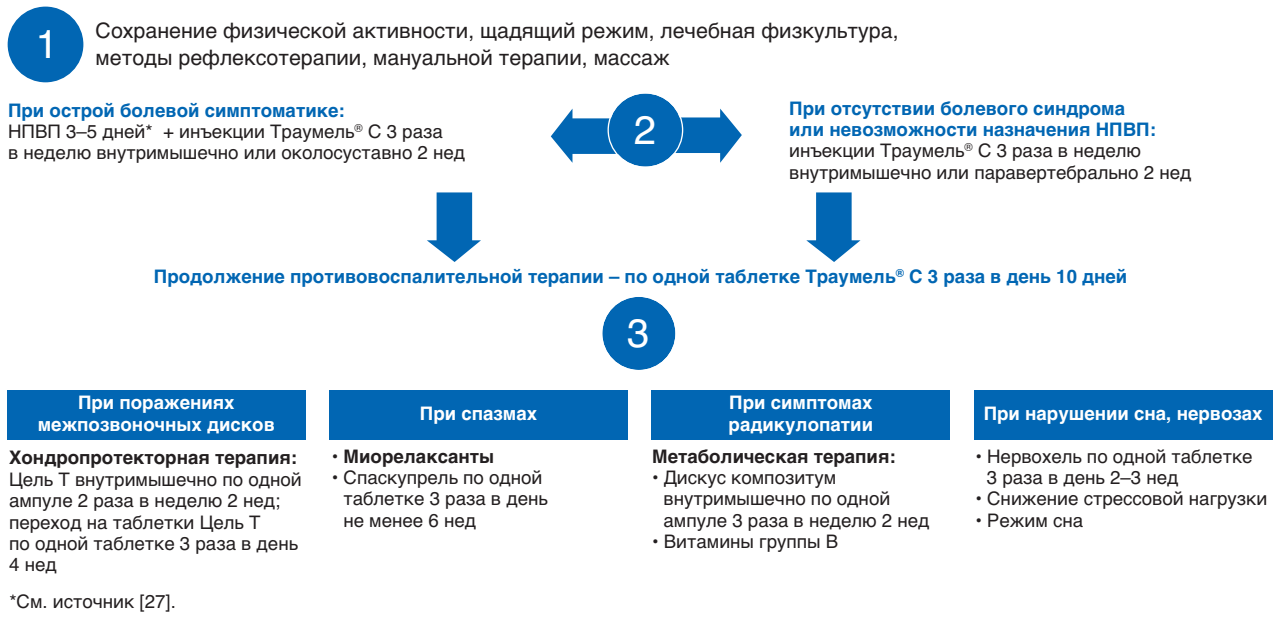 1
Сохранение физической активности, щадящий режим, лечебная физкультура,
методы рефлексотерапии, мануальной терапии, массаж
При острой болевой симптоматике:
НПВП 3–5 дней* + инъекции Траумель® С 3 раза
в неделю внутримышечно или околосуставно 2 нед
2
При отсутствии болевого синдрома
или невозможности назначения НПВП:
инъекции Траумель® С 3 раза в неделю
внутримышечно или паравертебрально 2 нед
Продолжение противовоспалительной терапии – по одной таблетке Траумель® С 3 раза в день 10 дней
3
При поражениях
межпозвоночных дисков
Хондропротекторная терапия:
Цель Т внутримышечно по одной
ампуле 2 раза в неделю 2 нед;
переход на таблетки Цель Т
по одной таблетке 3 раза в день
4 нед
При спазмах
• Миорелаксанты
• Спаскупрель по одной
таблетке 3 раза в день
не менее 6 нед
При симптомах
радикулопатии
Метаболическая терапия:
• Дискус композитум
внутримышечно по одной
ампуле 3 раза в неделю 2 нед
• Витамины группы В
При нарушении сна, неврозах
• Нервохель по одной таблетке
3 раза в день 2–3 нед
• Снижение стрессовой нагрузки
• Режим сна
*См. источник [27].